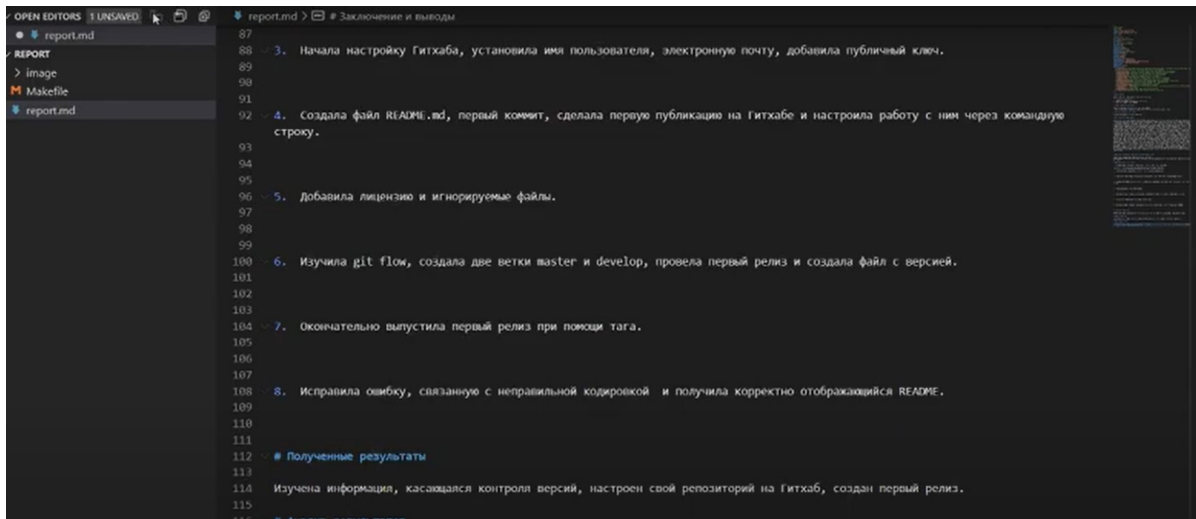 OPEN EDITORS 1 UNSAVED
report.md
REPORT
image
Makefile
report.md
report.md > # Заключение и выводы
87
88 3. Начала настройку Гитхаба, установила имя пользователя, электронную почту, добавила публичный ключ.
89
90
91
92 4. Создала файл README.md, первый коммит, сделала первую публикацию на Гитхабе и настроила работу с ним через командную
строку.
93
94
95
96 5. Добавила лицензию и игнорируемые файлы.
97
98
99
100 6. Изучила git flow, создала две ветки master и develop, провела первый релиз и создала файл с версией.
101
102
103
104 7. Окончательно выпустила первый релиз при помощи тага.
105
106
107
108 8. Исправила ошибку, связанную с неправильной кодировкой и получила корректно отображающийся README.
109
110
111
112 # Полученные результаты
113
114 Изучена информация, касающаяся контроля версий, настроен свой репозиторий на Гитхаб, создан первый релиз.
115